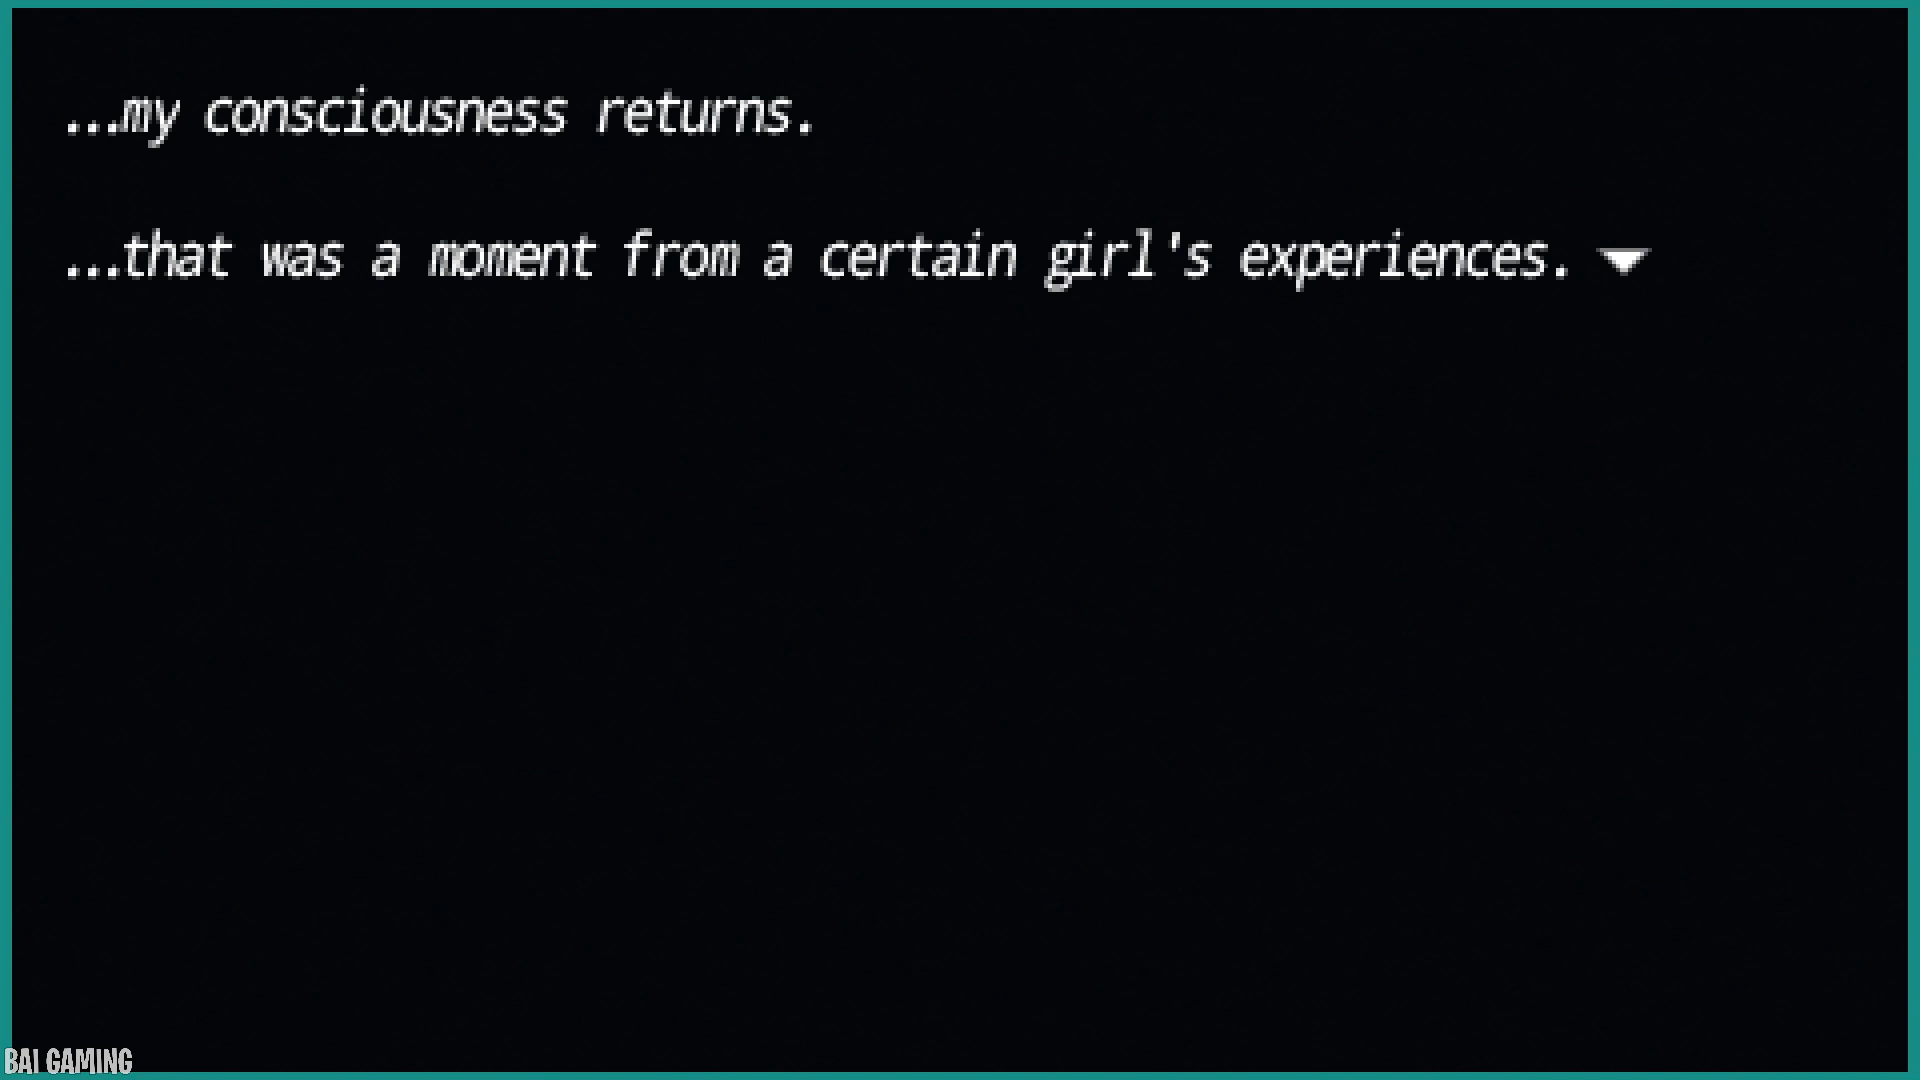 ...my consciousness returns.
...that was a moment from a certain girl's experiences.
BAI GAMING